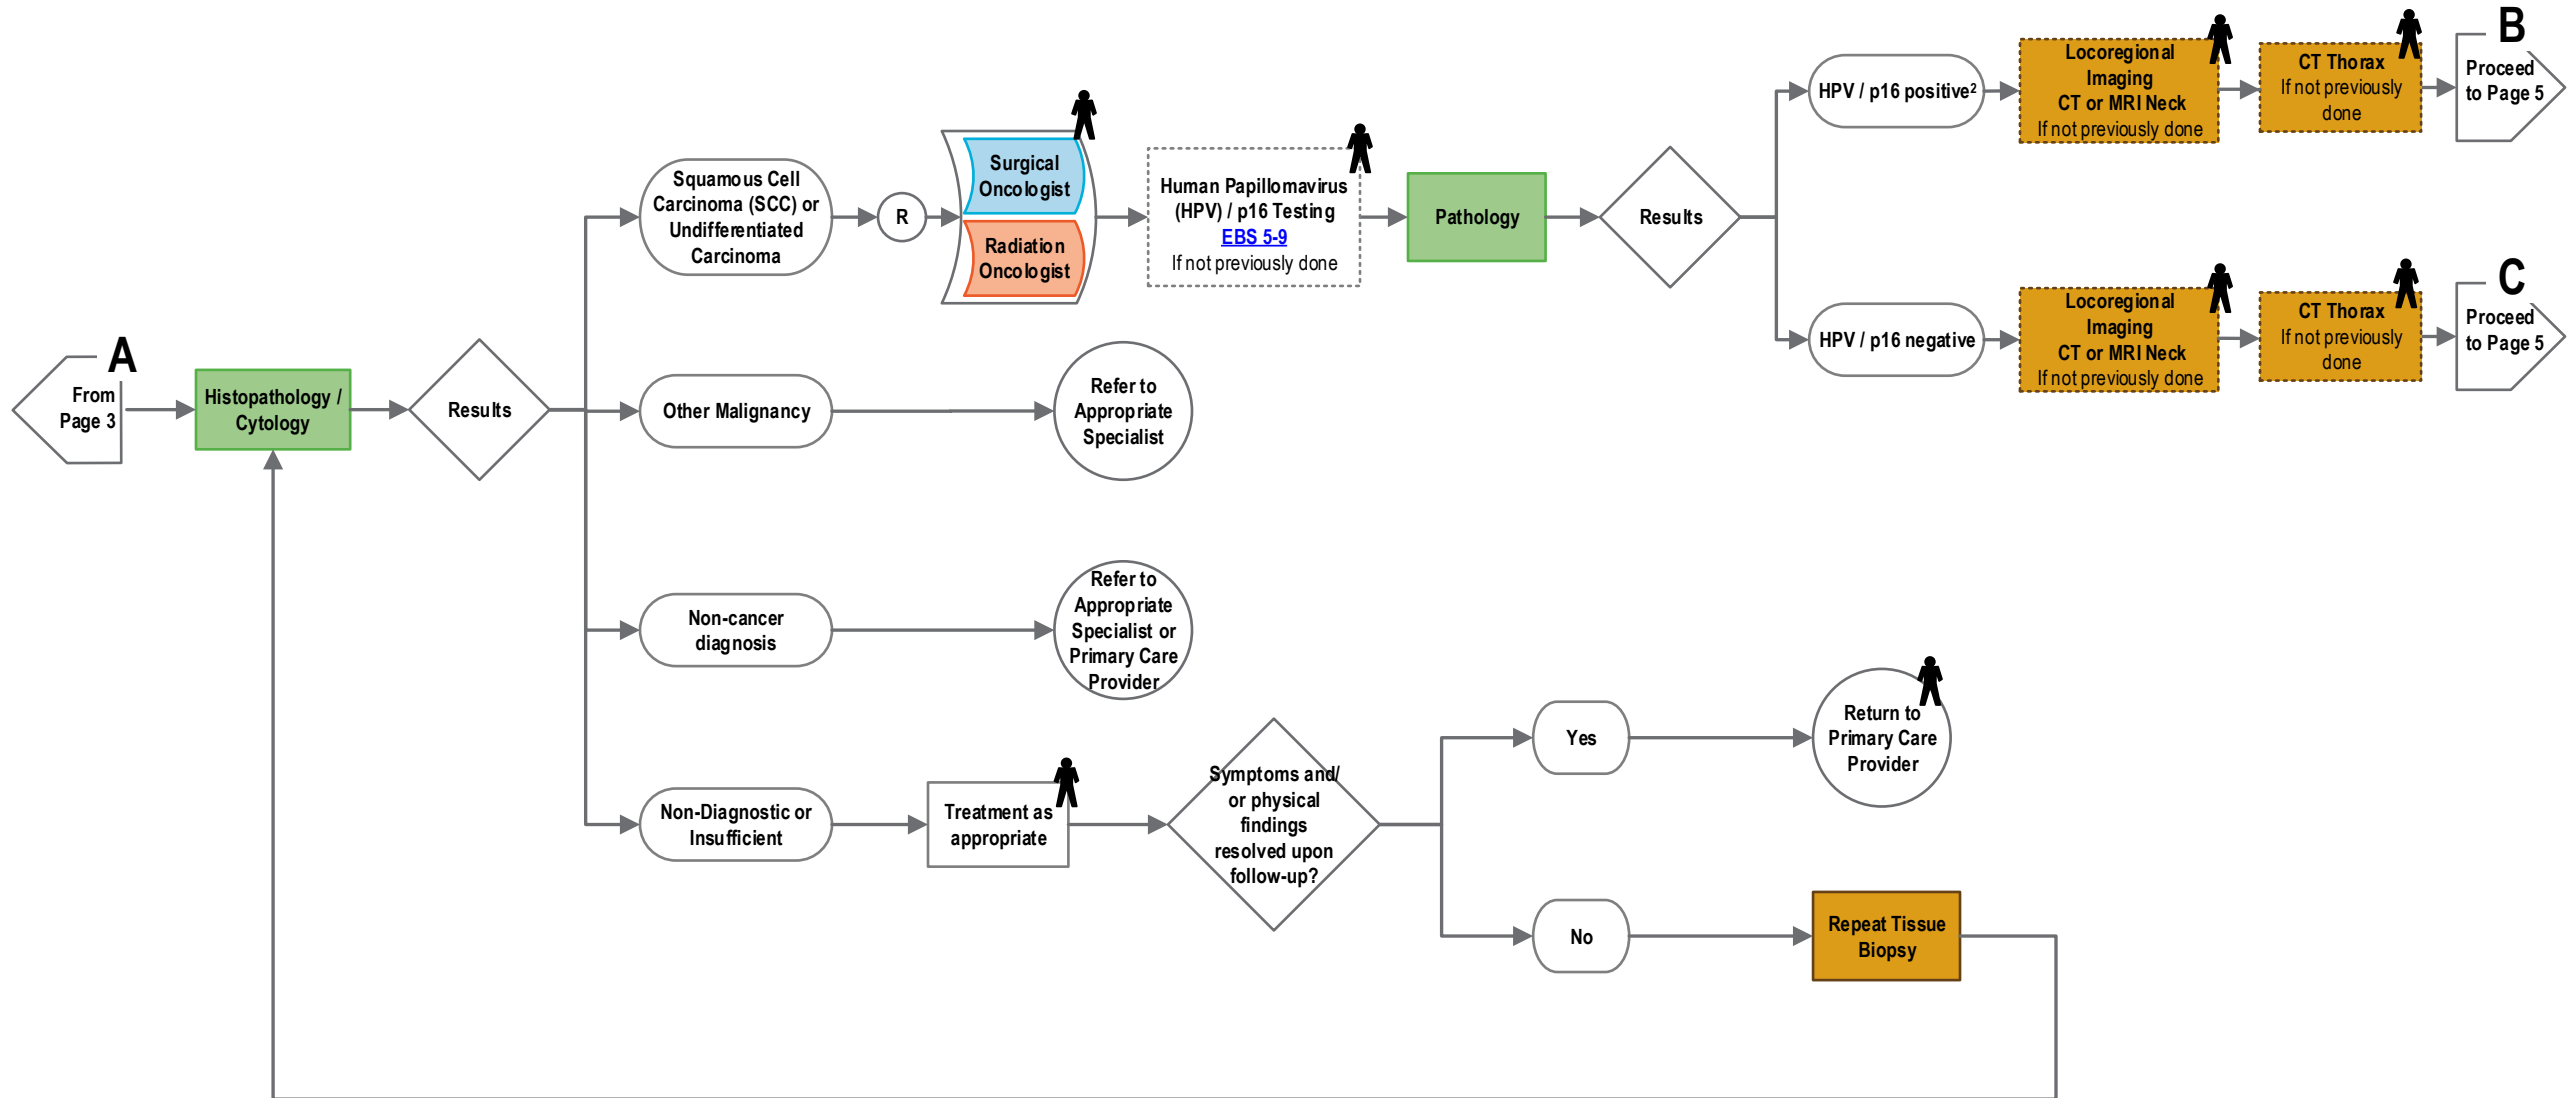 A
From
Page 3
Histopathology /
Cytology
Results
Squamous Cell
Carcinoma (SCC) or
Undifferentiated
Carcinoma
R
Surgical
Oncologist
Radiation
Oncologist
Human Papillomavirus
(HPV) / p16 Testing
EBS 5-9
If not previously done
Pathology
Results
HPV / p16 positive²
Locoregional
Imaging
CT or MRI Neck
If not previously done
CT Thorax
If not previously
done
B
Proceed
to Page 5
HPV / p16 negative
Locoregional
Imaging
CT or MRI Neck
If not previously done
CT Thorax
If not previously
done
C
Proceed
to Page 5
Other Malignancy
Refer to
Appropriate
Specialist
Non-cancer
diagnosis
Refer to
Appropriate
Specialist or
Primary Care
Provider
Non-Diagnostic or
Insufficient
Treatment as
appropriate
Symptoms and/
or physical
findings
resolved upon
follow-up?
Yes
Return to
Primary Care
Provider
No
Repeat Tissue
Biopsy